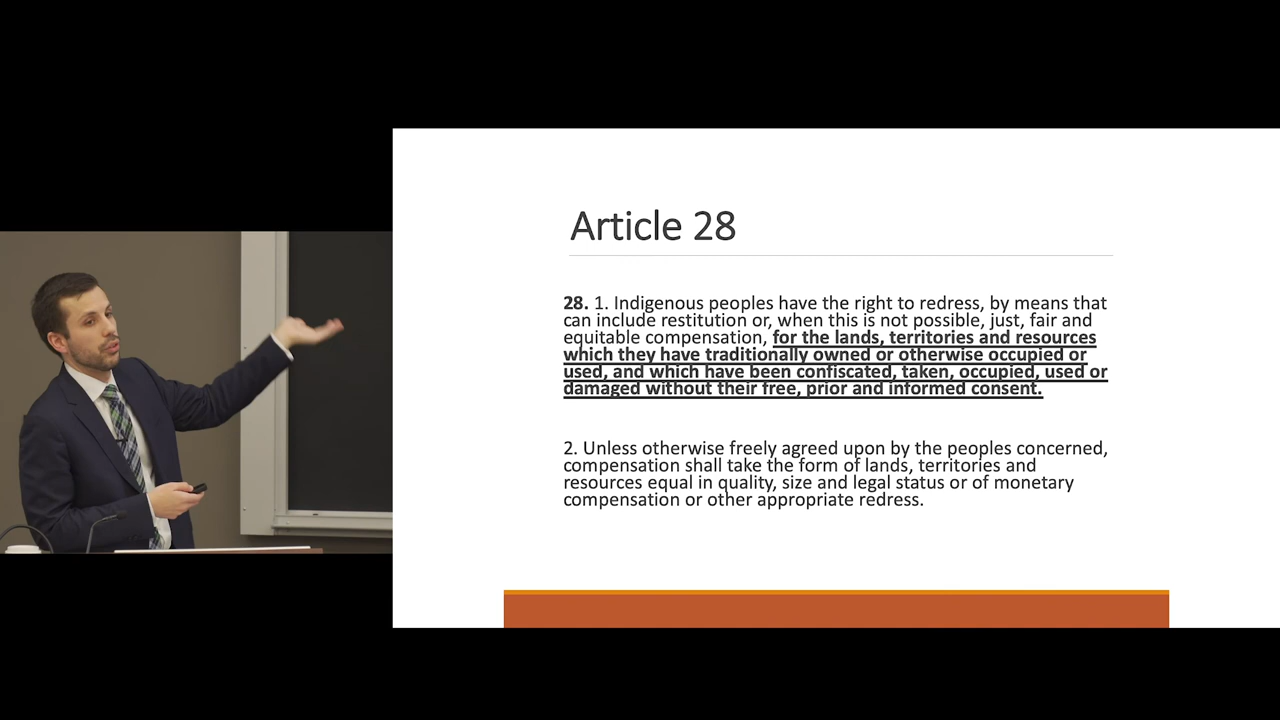 Article 28
28. 1. Indigenous peoples have the right to redress, by means that
can include restitution or, when this is not possible, just, fair and
equitable compensation, for the lands, territories and resources
which they have traditionally owned or otherwise occupied or
used, and which have been confiscated, taken, occupied, used or
damaged without their free, prior and informed consent.
2. Unless otherwise freely agreed upon by the peoples concerned,
compensation shall take the form of lands, territories and
resources equal in quality, size and legal status or of monetary
compensation or other appropriate redress.